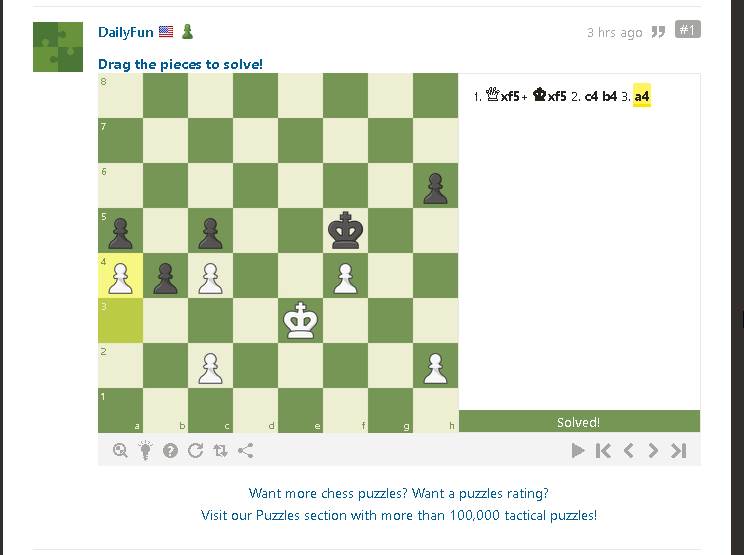 DailyFun
3 hrs ago
#1
Drag the pieces to solve!
8
7
6
5
4
3
2
1
a b c d e f g h
1. ♕xf5+ ♚xf5 2. c4 b4 3. a4
Solved!
Want more chess puzzles? Want a puzzles rating?
Visit our Puzzles section with more than 100,000 tactical puzzles!